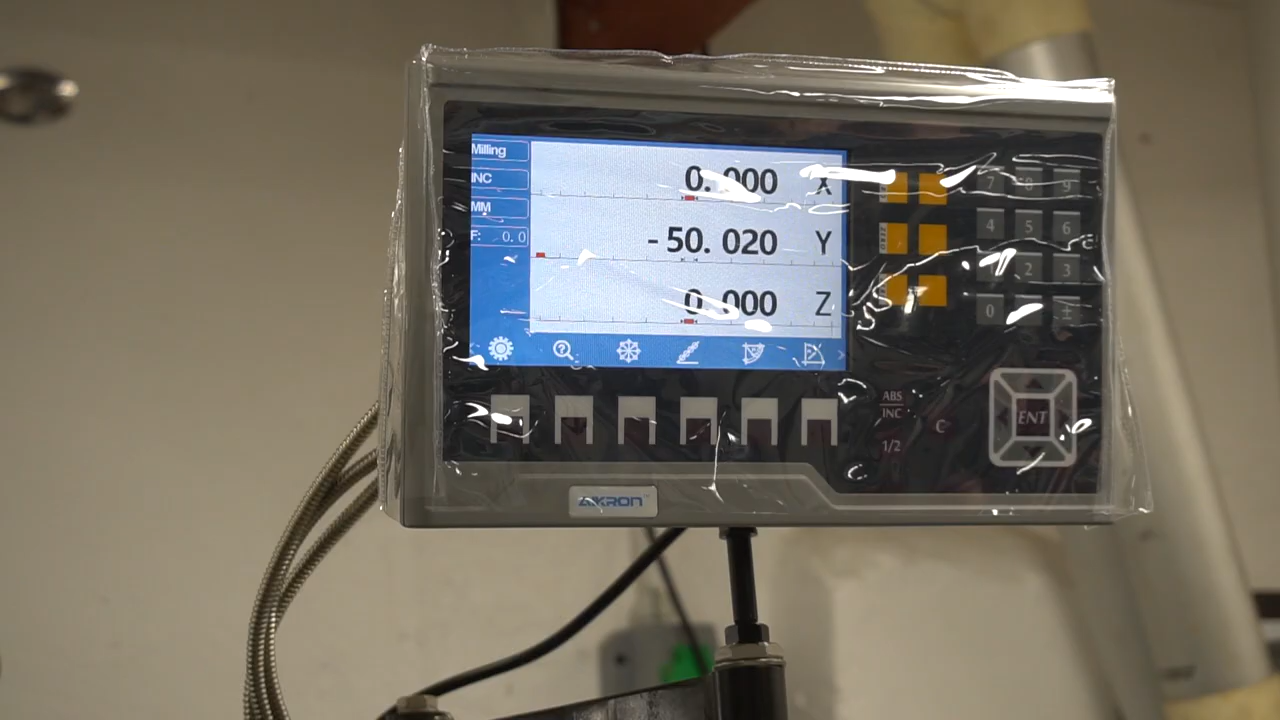 Milling
INC
MM
F: 0.0
0.000 X
-50.020 Y
0.000 Z
7 8 9
4 5 6
1 2 3
0 ±
ABS
INC
C
1/2
ENT